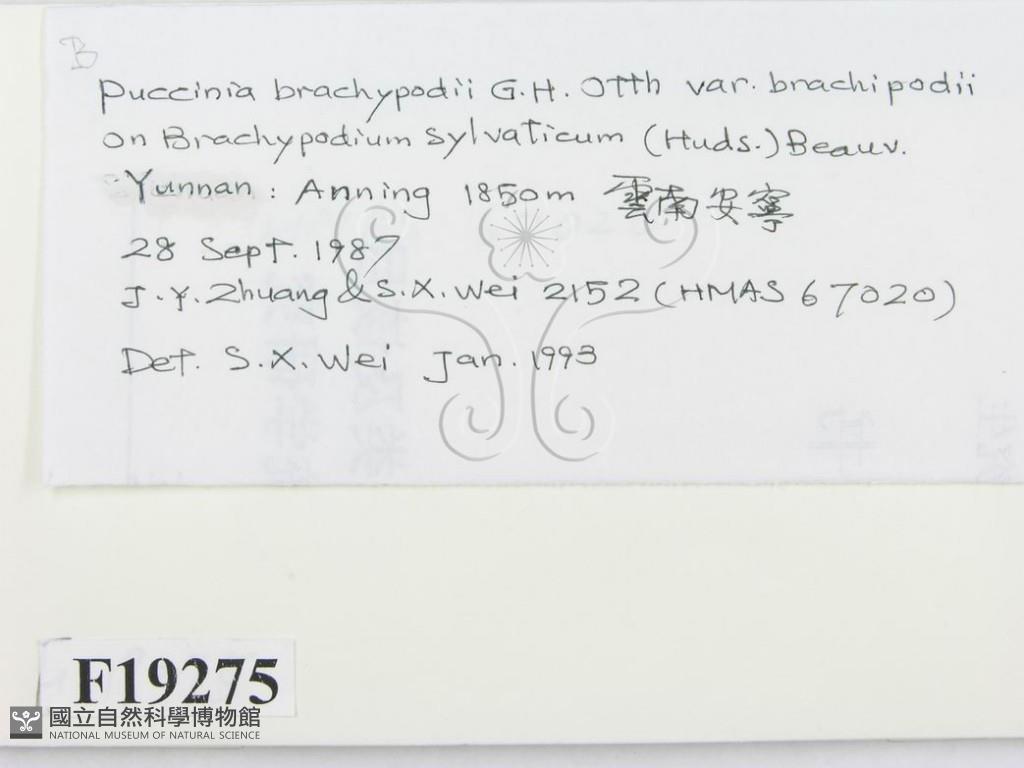 B
Puccinia brachypodii G.H. Otth var. brachipodii
on Brachypodium sylvaticum (Huds.) Beauv.
Yunnan: Anning 1850m 雲南安寧
28 Sept. 1987
J.Y. Zhuang & S.X. Wei 2152 (HMAS 67020)
Det. S.X. Wei Jan. 1993
F19275
國立自然科學博物館
NATIONAL MUSEUM OF NATURAL SCIENCE